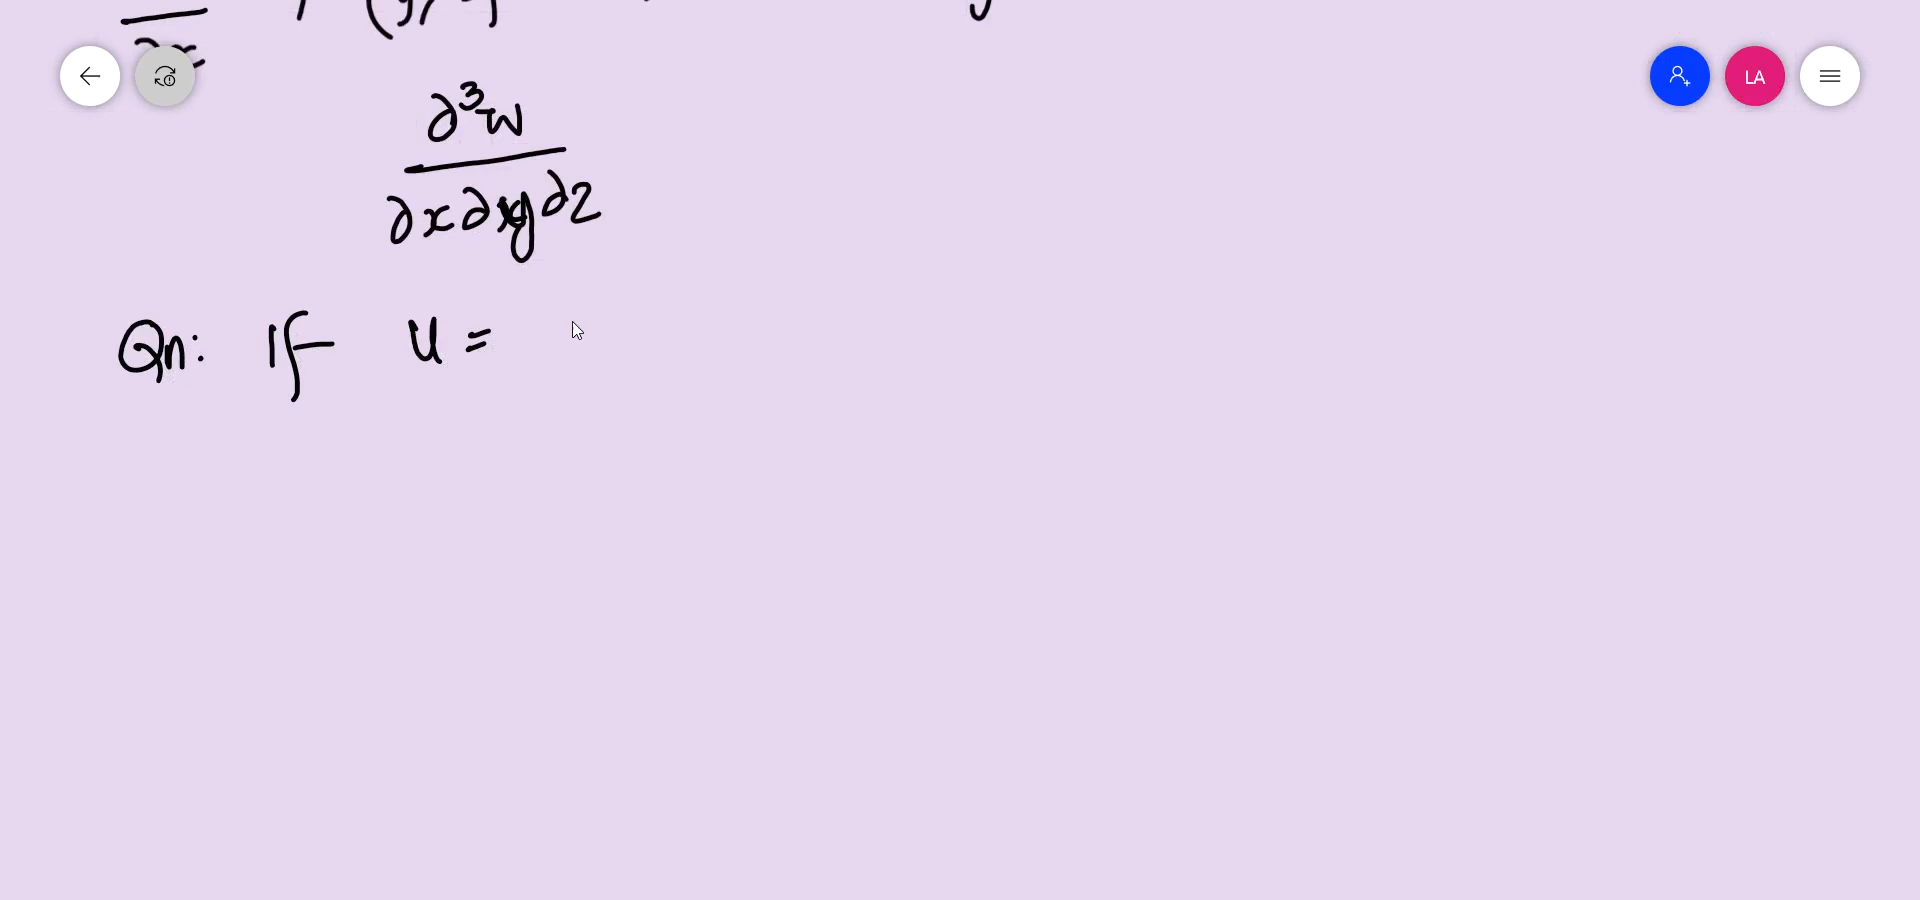 LA
∂³w
∂x∂y∂z
Qn: If u =